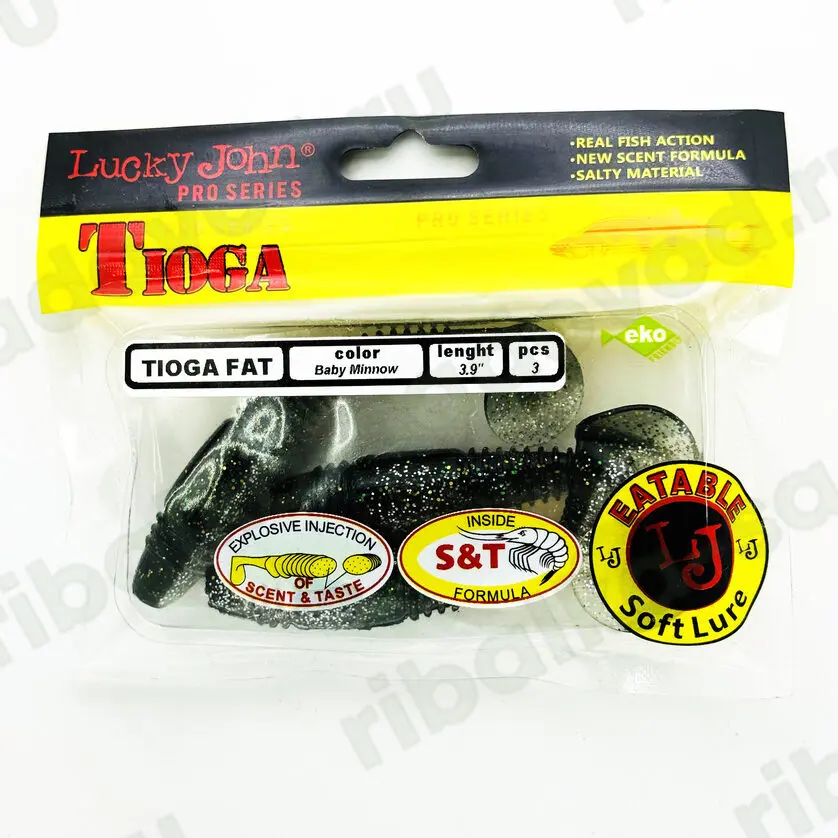 Lucky John®
PRO SERIES
•REAL FISH ACTION
•NEW SCENT FORMULA
•SALTY MATERIAL
PRO SERIES
TIOGA
eko
TIOGA FAT
color
Baby Minnow
lenght
3.9"
pcs
3
EXPLOSIVE INJECTION
OF
SCENT & TASTE
INSIDE
S&T
FORMULA
EATABLE
LJ
LJ
LJ
Soft Lure